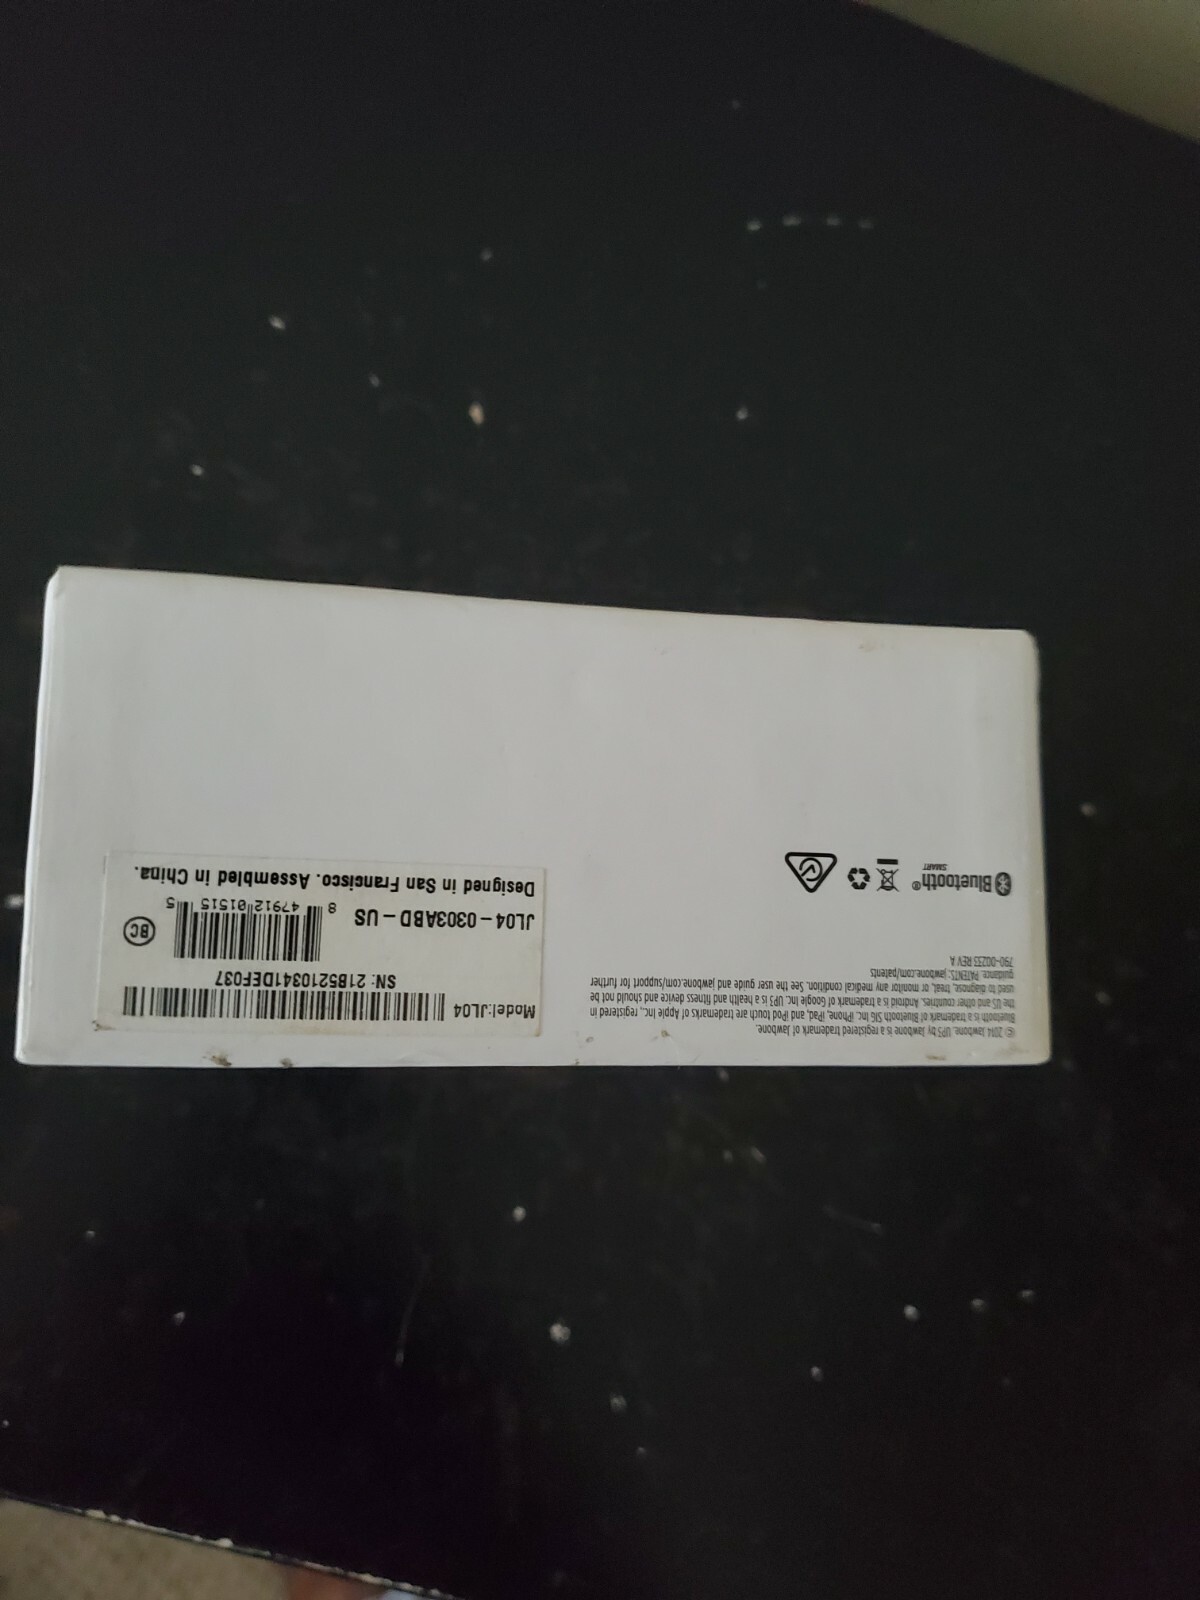 © 2014 Jawbone. UP3 by Jawbone is a registered trademark of Jawbone.
Bluetooth is a trademark of Bluetooth SIG Inc. iPhone, iPad, and iPod touch are trademarks of Apple Inc., registered in
the US and other countries. Android is a trademark of Google Inc. UP3 is a health and fitness device and should not be
used to diagnose, treat, or monitor any medical condition. See the user guide and jawbone.com/support for further
guidance. PATENTS: jawbone.com/patents
790-00233 REV A
Bluetooth®
SMART
Model:JL04
SN: 21B5210341DEF037
JL04-0303ABD-US
8 47912 01515 5
BC
Designed in San Francisco. Assembled in China.